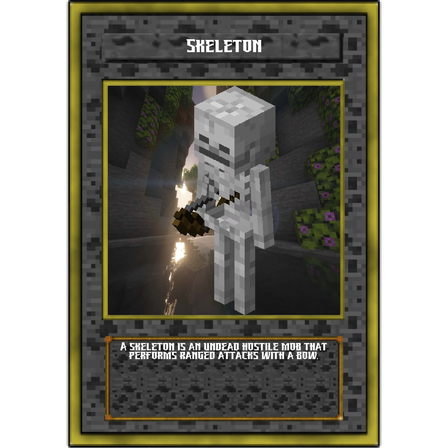 SKELETON
A SKELETON IS AN UNDEAD HOSTILE MOB THAT
PERFORMS RANGED ATTACKS WITH A BOW.